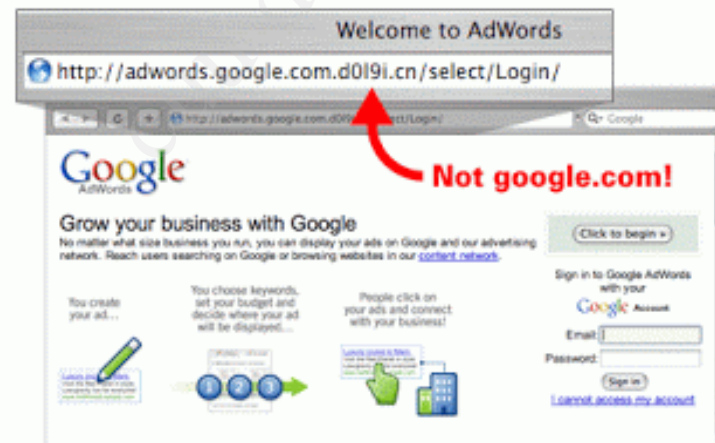 Welcome to AdWords
http://adwords.google.com.d0l9i.cn/select/Login/
Google
Not google.com!
Google
AdWords
Grow your business with Google
No matter what size business you run, you can display your ads on Google and our advertising
network. Reach users searching on Google or browsing websites in our content network.
You create
your ad...
You choose keywords,
set your budget and
decide where your ad
will be displayed...
People click on
your ads and connect
with your business!
1 2 3
Click to begin »
Sign in to Google AdWords
with your
Google Account
Email:
Password:
Sign in
I cannot access my account